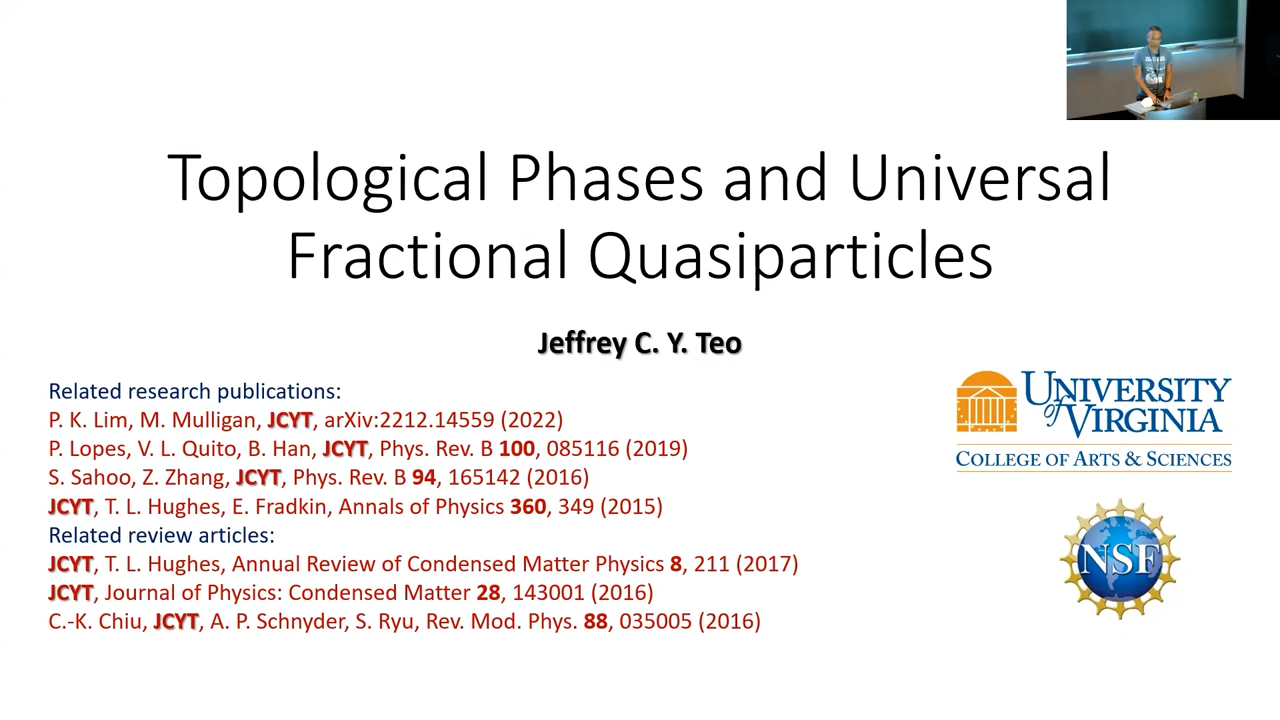 Topological Phases and Universal
Fractional Quasiparticles
Jeffrey C. Y. Teo
Related research publications:
P. K. Lim, M. Mulligan, JCYT, arXiv:2212.14559 (2022)
P. Lopes, V. L. Quito, B. Han, JCYT, Phys. Rev. B 100, 085116 (2019)
S. Sahoo, Z. Zhang, JCYT, Phys. Rev. B 94, 165142 (2016)
JCYT, T. L. Hughes, E. Fradkin, Annals of Physics 360, 349 (2015)
Related review articles:
JCYT, T. L. Hughes, Annual Review of Condensed Matter Physics 8, 211 (2017)
JCYT, Journal of Physics: Condensed Matter 28, 143001 (2016)
C.-K. Chiu, JCYT, A. P. Schnyder, S. Ryu, Rev. Mod. Phys. 88, 035005 (2016)
UNIVERSITY
of VIRGINIA
COLLEGE OF ARTS & SCIENCES
NSF